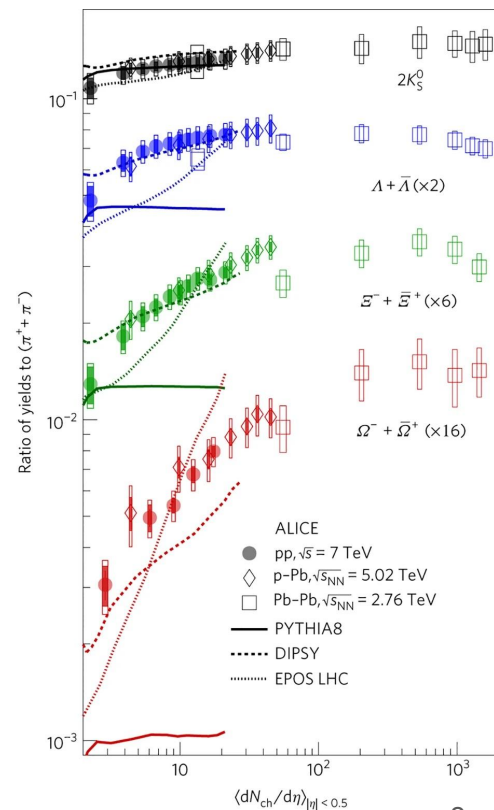 Ratio of yields to (π⁺ + π⁻)
10⁻¹
10⁻²
10⁻³
2K⁰_S
Λ + Λ̅ (×2)
Ξ⁻ + Ξ̅⁺ (×6)
Ω⁻ + Ω̅⁺ (×16)
ALICE
pp, √s = 7 TeV
p–Pb, √s_NN = 5.02 TeV
Pb–Pb, √s_NN = 2.76 TeV
PYTHIA8
DIPSY
EPOS LHC
10
10²
10³
⟨dN_ch/dη⟩_|η| < 0.5